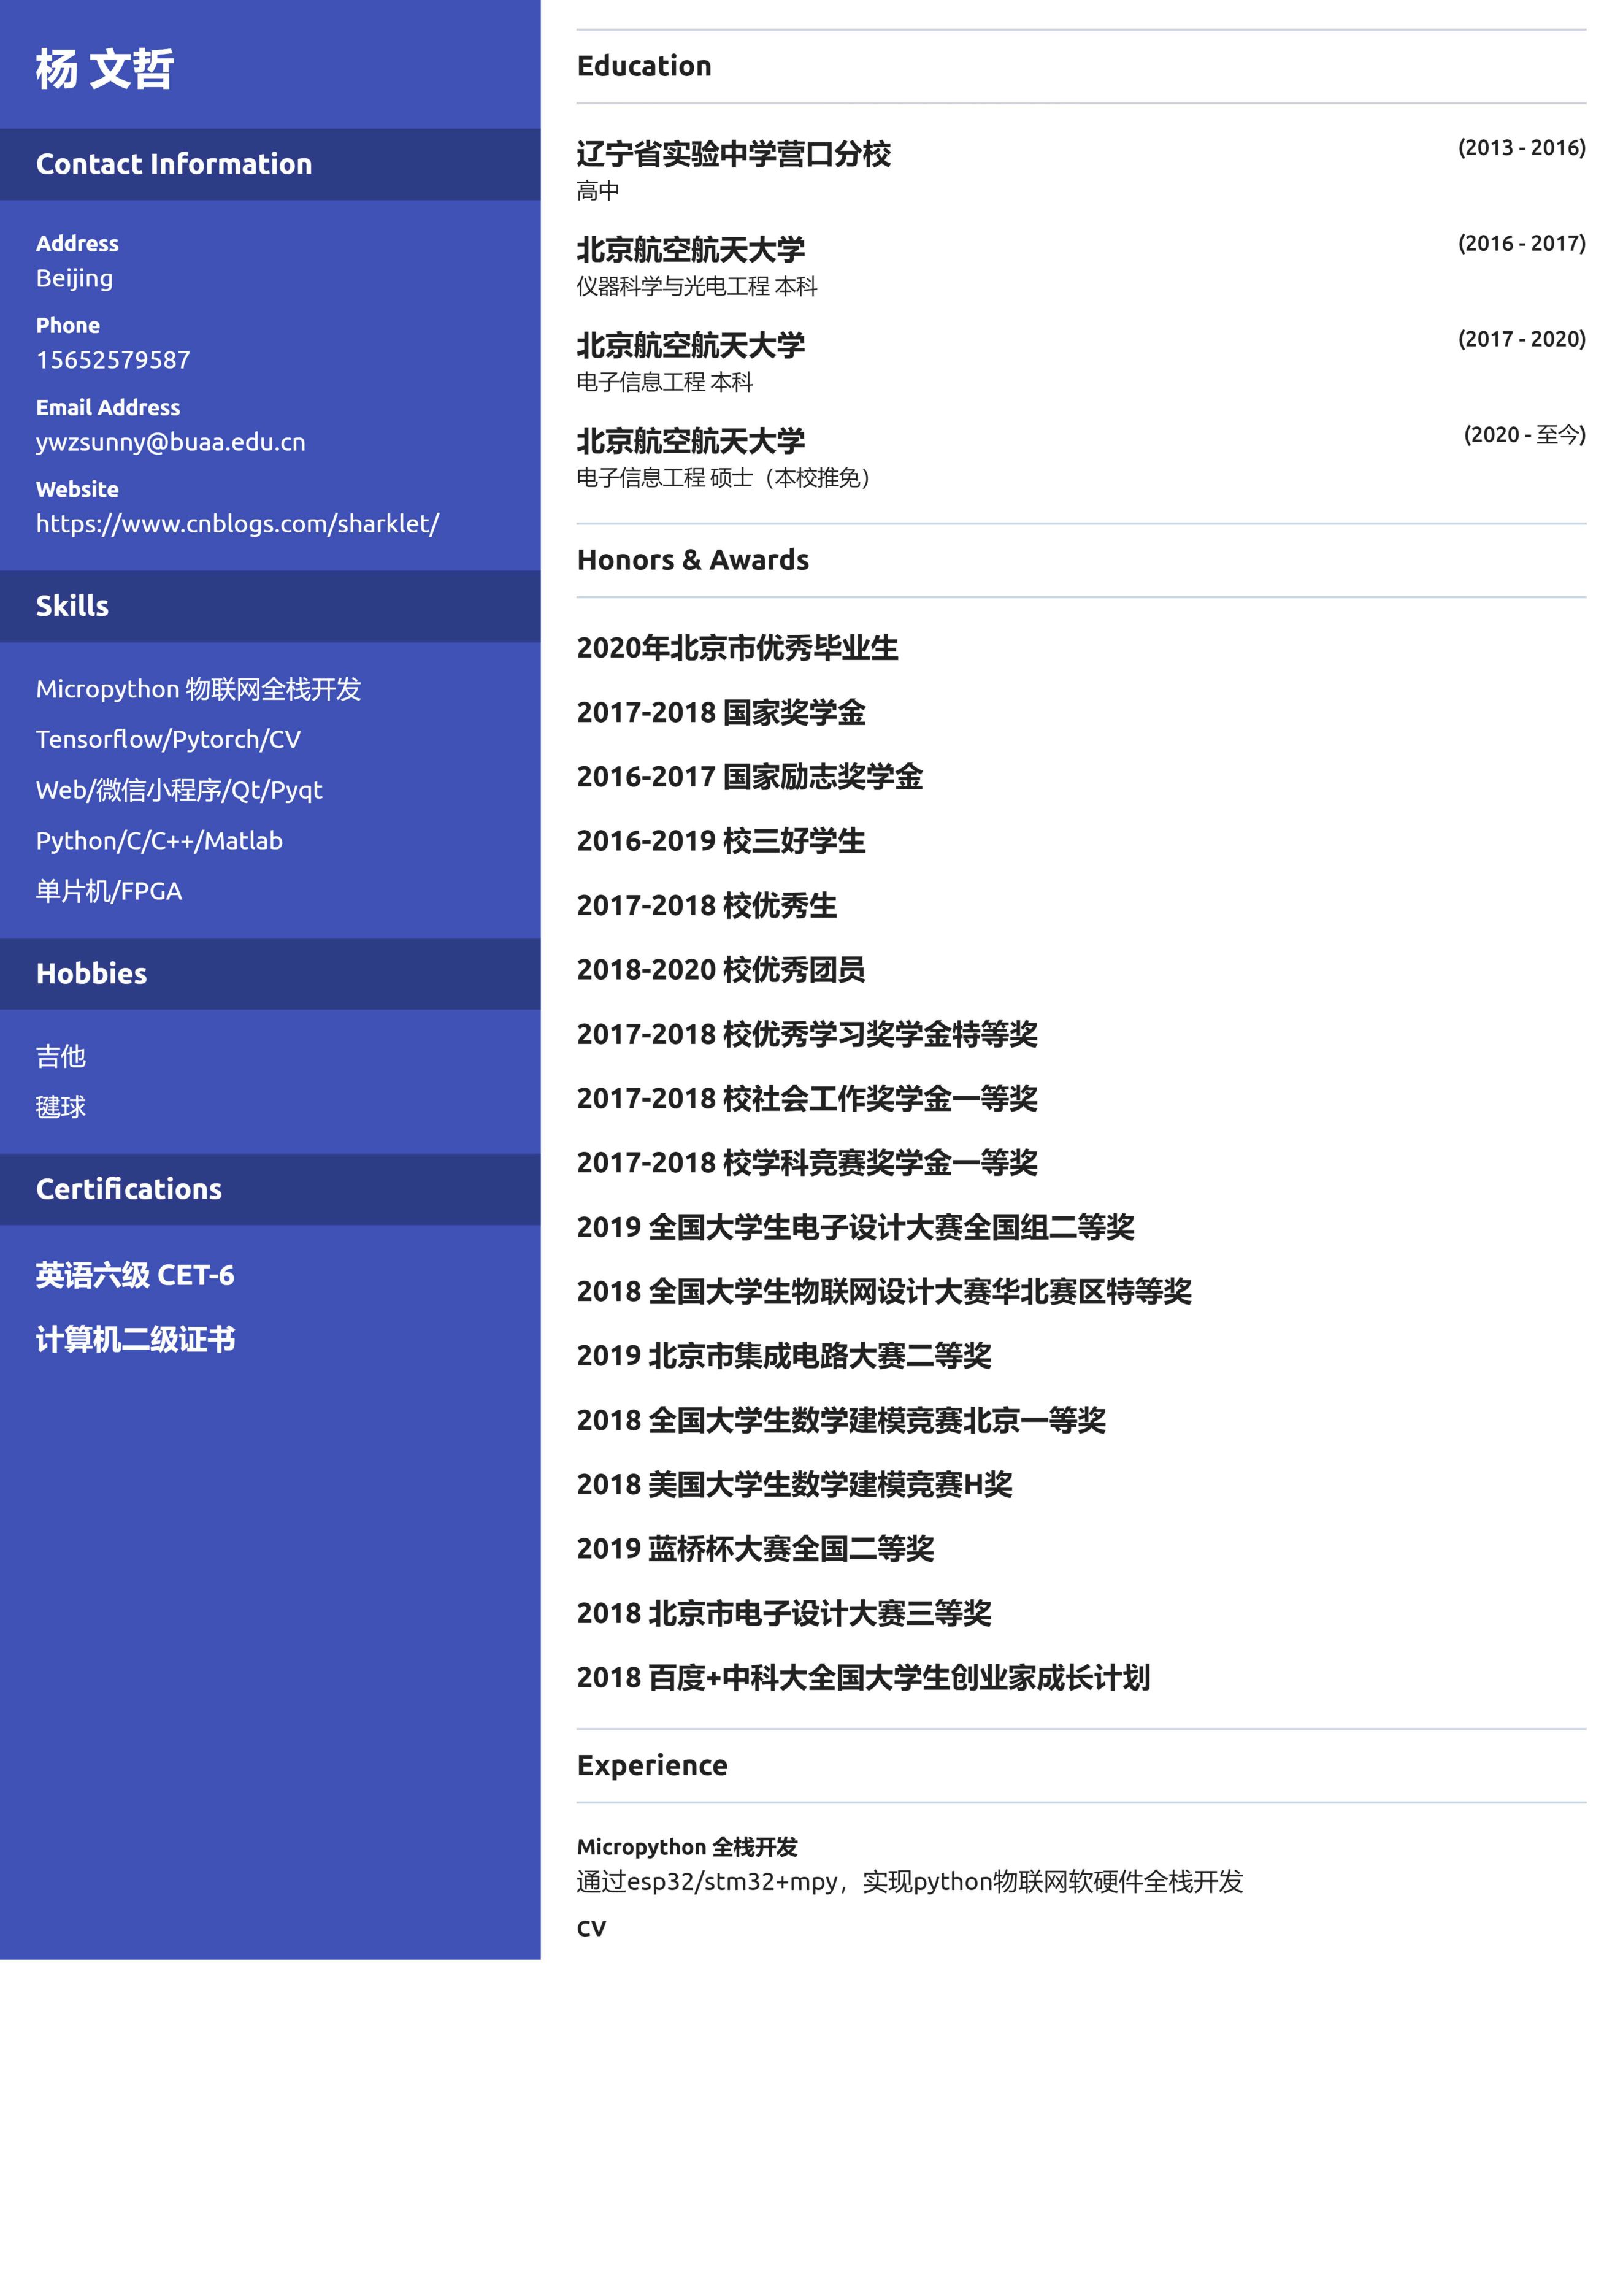 杨 文哲
Contact Information
Address
Beijing
Phone
15652579587
Email Address
ywzsunny@buaa.edu.cn
Website
https://www.cnblogs.com/sharklet/
Skills
Micropython 物联网全栈开发
Tensorflow/Pytorch/CV
Web/微信小程序/Qt/Pyqt
Python/C/C++/Matlab
单片机/FPGA
Hobbies
吉他
毽球
Certifications
英语六级 CET-6
计算机二级证书
Education
辽宁省实验中学营口分校 (2013 - 2016)
高中
北京航空航天大学 (2016 - 2017)
仪器科学与光电工程 本科
北京航空航天大学 (2017 - 2020)
电子信息工程 本科
北京航空航天大学 (2020 - 至今)
电子信息工程 硕士（本校推免）
Honors & Awards
2020年北京市优秀毕业生
2017-2018 国家奖学金
2016-2017 国家励志奖学金
2016-2019 校三好学生
2017-2018 校优秀生
2018-2020 校优秀团员
2017-2018 校优秀学习奖学金特等奖
2017-2018 校社会工作奖学金一等奖
2017-2018 校学科竞赛奖学金一等奖
2019 全国大学生电子设计大赛全国组二等奖
2018 全国大学生物联网设计大赛华北赛区特等奖
2019 北京市集成电路大赛二等奖
2018 全国大学生数学建模竞赛北京一等奖
2018 美国大学生数学建模竞赛H奖
2019 蓝桥杯大赛全国二等奖
2018 北京市电子设计大赛三等奖
2018 百度+中科大全国大学生创业家成长计划
Experience
Micropython 全栈开发
通过esp32/stm32+mpy，实现python物联网软硬件全栈开发
CV